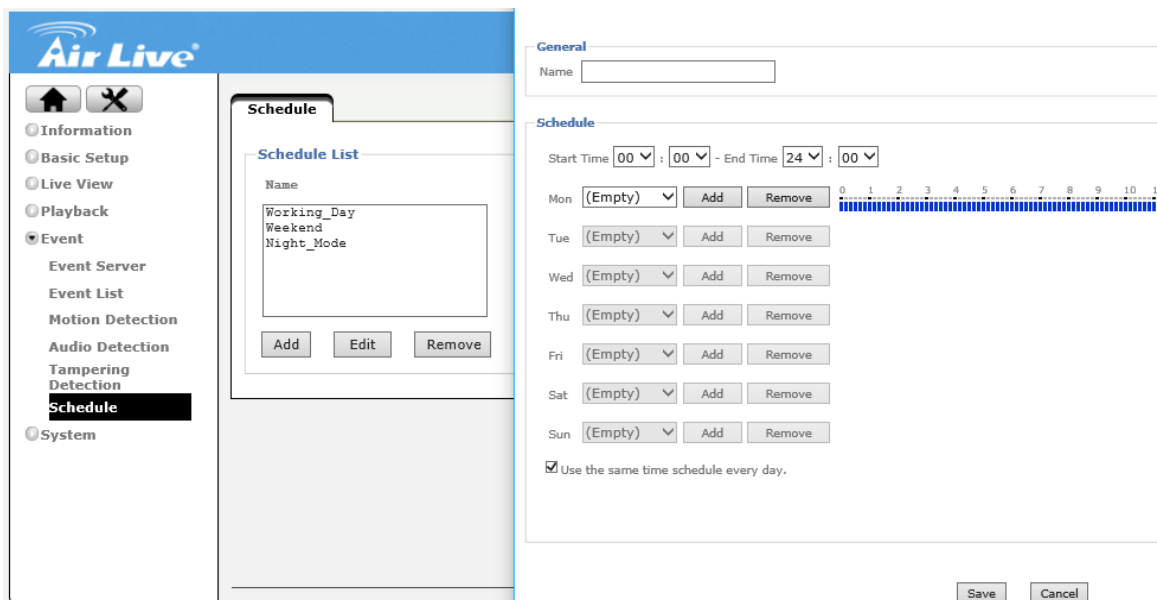 Air Live®
Information
Basic Setup
Live View
Playback
Event
Event Server
Event List
Motion Detection
Audio Detection
Tampering
Detection
Schedule
System
Schedule
Schedule List
Name
Working_Day
Weekend
Night_Mode
Add Edit Remove
General
Name
Schedule
Start Time 00 : 00 - End Time 24 : 00
0 1 2 3 4 5 6 7 8 9 10 1
Mon (Empty) Add Remove
Tue (Empty) Add Remove
Wed (Empty) Add Remove
Thu (Empty) Add Remove
Fri (Empty) Add Remove
Sat (Empty) Add Remove
Sun (Empty) Add Remove
Use the same time schedule every day.
Save Cancel